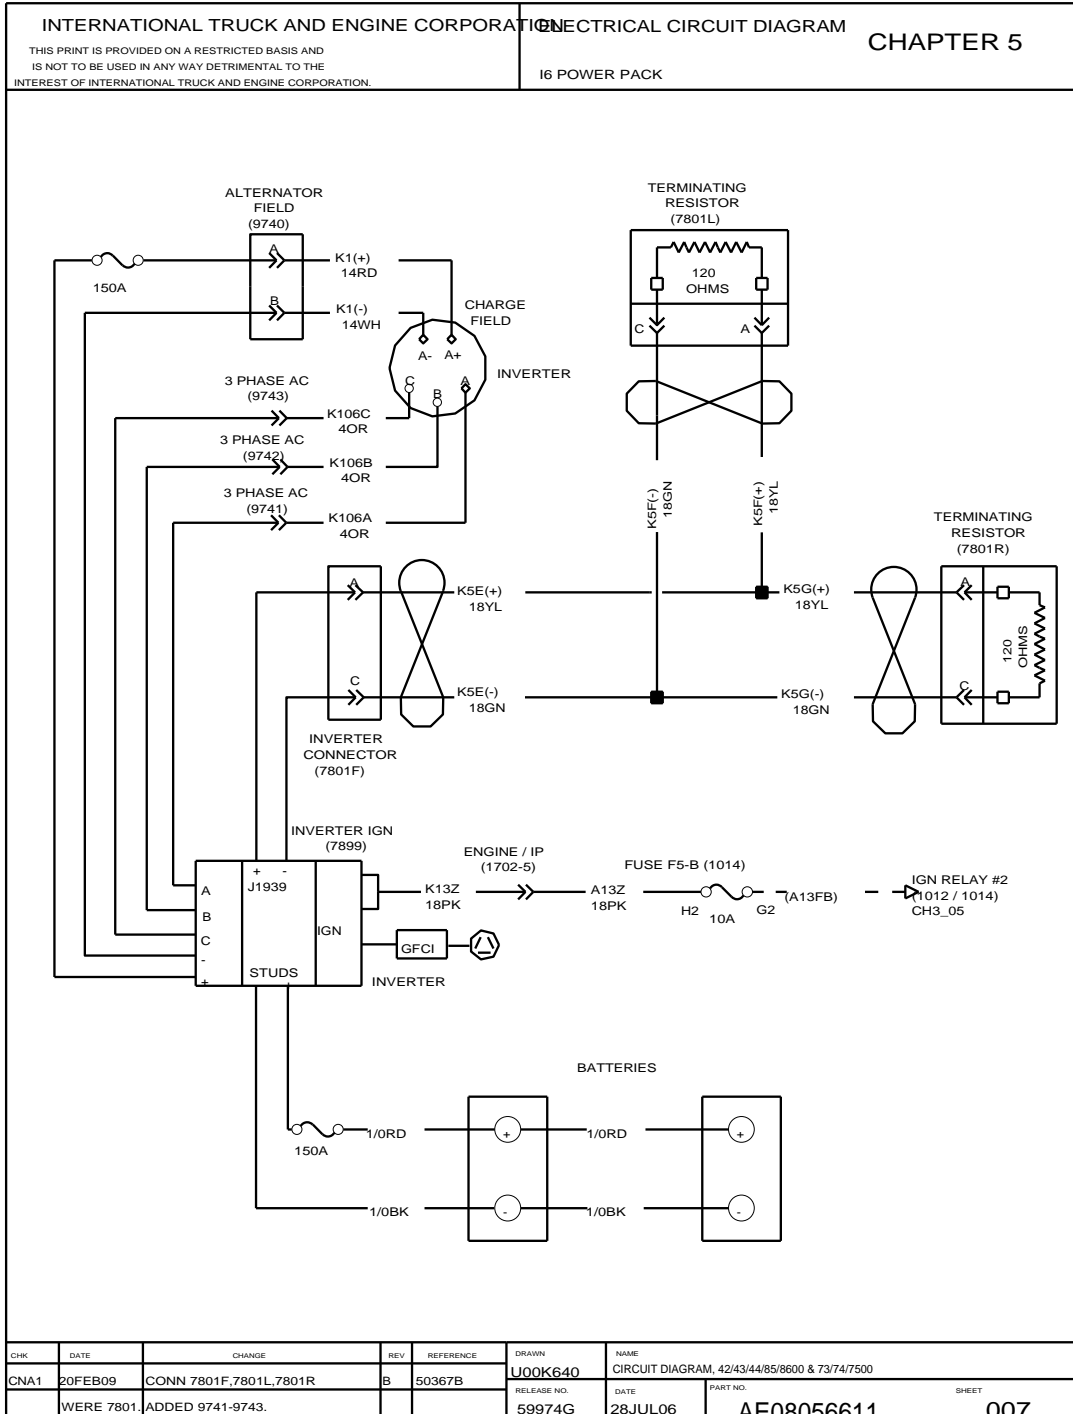 INTERNATIONAL TRUCK AND ENGINE CORPORATION
THIS PRINT IS PROVIDED ON A RESTRICTED BASIS AND
IS NOT TO BE USED IN ANY WAY DETRIMENTAL TO THE
INTEREST OF INTERNATIONAL TRUCK AND ENGINE CORPORATION.
ELECTRICAL CIRCUIT DIAGRAM
CHAPTER 5
I6 POWER PACK
ALTERNATOR
FIELD
(9740)
A
K1(+)
14RD
150A
B
K1(-)
14WH
CHARGE
FIELD
A- A+
INVERTER
C
B
A
3 PHASE AC
(9743)
K106C
4OR
3 PHASE AC
(9742)
K106B
4OR
3 PHASE AC
(9741)
K106A
4OR
TERMINATING
RESISTOR
(7801L)
120
OHMS
C
A
K5F(-)
18GN
K5F(+)
18YL
TERMINATING
RESISTOR
(7801R)
A
K5E(+)
18YL
K5G(+)
18YL
A
120
OHMS
C
K5E(-)
18GN
K5G(-)
18GN
C
INVERTER
CONNECTOR
(7801F)
INVERTER IGN
(7899)
+ -
J1939
A
B
C
-
+
IGN
STUDS
K13Z
18PK
ENGINE / IP
(1702-5)
A13Z
18PK
FUSE F5-B (1014)
H2
10A
G2
(A13FB)
IGN RELAY #2
(1012 / 1014)
CH3_05
GFCI
INVERTER
BATTERIES
150A
1/0RD
+
1/0RD
+
1/0BK
-
1/0BK
-
CHK DATE CHANGE REV REFERENCE
CNA1 20FEB09 CONN 7801F,7801L,7801R B 50367B
WERE 7801. ADDED 9741-9743.
DRAWN
U00K640
NAME
CIRCUIT DIAGRAM, 42/43/44/85/8600 & 73/74/7500
RELEASE NO.
59974G
DATE
28JUL06
PART NO.
AE08056611
SHEET
007